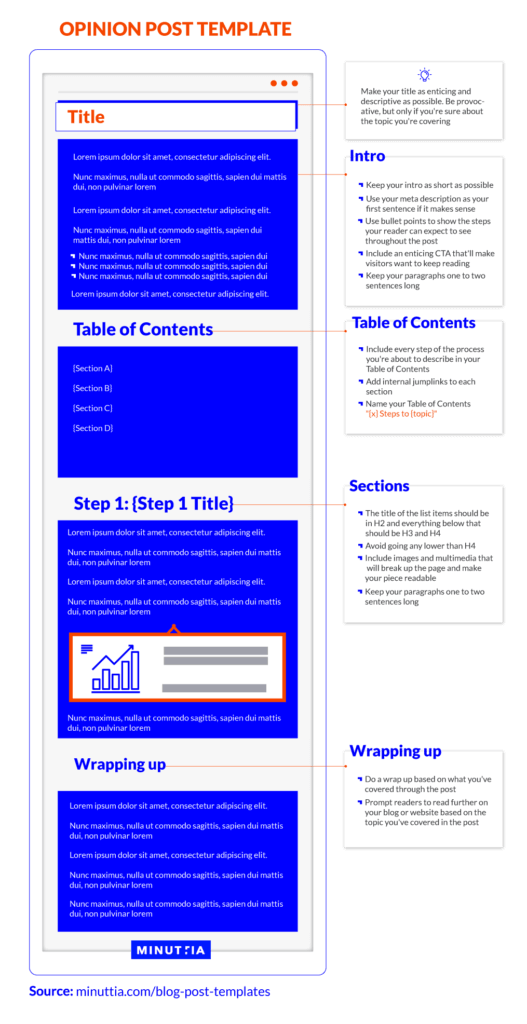 OPINION POST TEMPLATE
Title
Make your title as enticing and
descriptive as possible. Be provoc-
ative, but only if you're sure about
the topic you're covering
Lorem ipsum dolor sit amet, consectetur adipiscing elit.
Nunc maximus, nulla ut commodo sagittis, sapien dui mattis
dui, non pulvinar lorem
Lorem ipsum dolor sit amet, consectetur adipiscing elit.
Nunc maximus, nulla ut commodo sagittis, sapien dui
mattis dui, non pulvinar lorem
Nunc maximus, nulla ut commodo sagittis, sapien dui
Nunc maximus, nulla ut commodo sagittis, sapien dui
Nunc maximus, nulla ut commodo sagittis, sapien dui
Lorem ipsum dolor sit amet, consectetur adipiscing elit.
Intro
Keep your intro as short as possible
Use your meta description as your
first sentence if it makes sense
Use bullet points to show the steps
your reader can expect to see
throughout the post
Include an enticing CTA that'll make
visitors want to keep reading
Keep your paragraphs one to two
sentences long
Table of Contents
{Section A}
{Section B}
{Section C}
{Section D}
Table of Contents
Include every step of the process
you're about to describe in your
Table of Contents
Add internal jumplinks to each
section
Name your Table of Contents
"{x} Steps to {topic}"
Step 1: {Step 1 Title}
Lorem ipsum dolor sit amet, consectetur adipiscing elit.
Nunc maximus, nulla ut commodo sagittis, sapien dui mattis
dui, non pulvinar lorem
Lorem ipsum dolor sit amet, consectetur adipiscing elit.
Nunc maximus, nulla ut commodo sagittis, sapien dui mattis
dui, non pulvinar lorem
Nunc maximus, nulla ut commodo sagittis, sapien dui mattis
dui, non pulvinar lorem
Sections
The title of the list items should be
in H2 and everything below that
should be H3 and H4
Avoid going any lower than H4
Include images and multimedia that
will break up the page and make
your piece readable
Keep your paragraphs one to two
sentences long
Wrapping up
Lorem ipsum dolor sit amet, consectetur adipiscing elit.
Nunc maximus, nulla ut commodo sagittis, sapien dui mattis
dui, non pulvinar lorem
Lorem ipsum dolor sit amet, consectetur adipiscing elit.
Nunc maximus, nulla ut commodo sagittis, sapien dui mattis
dui, non pulvinar lorem
Nunc maximus, nulla ut commodo sagittis, sapien dui mattis
dui, non pulvinar lorem
Wrapping up
Do a wrap up based on what you've
covered through the post
Prompt readers to read further on
your blog or website based on the
topic you've covered in the post
MINUTTIA
Source: minuttia.com/blog-post-templates